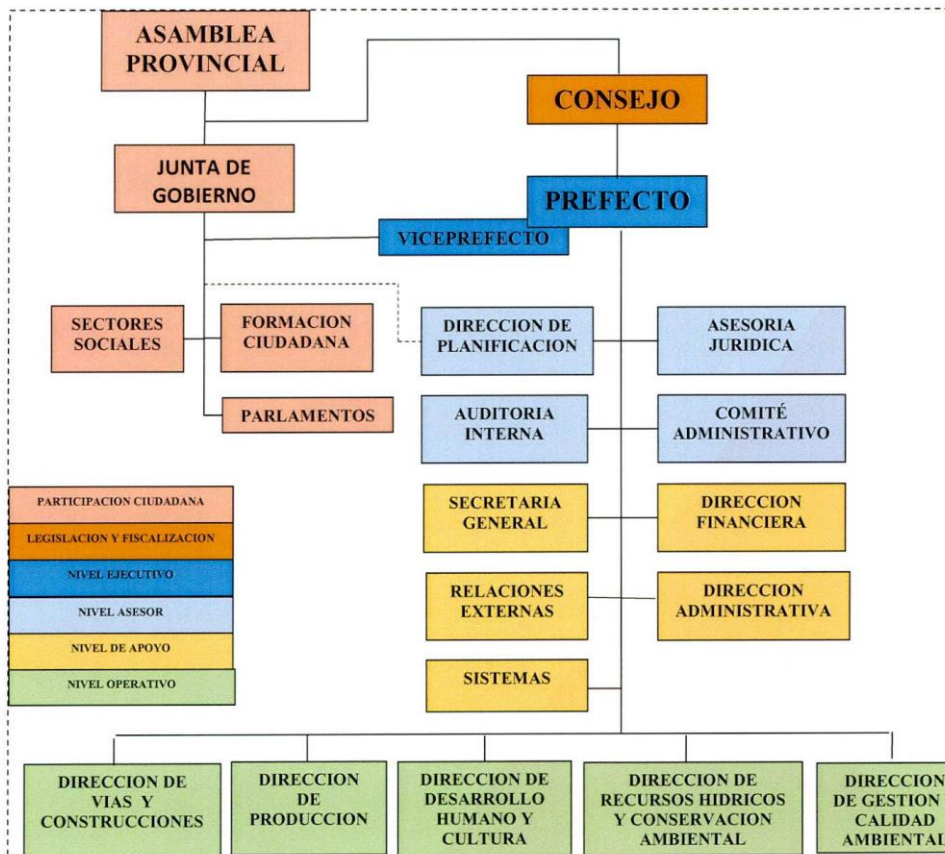 ASAMBLEA
PROVINCIAL
CONSEJO
JUNTA DE
GOBIERNO
PREFECTO
VICEPREFECTO
SECTORES
SOCIALES
FORMACION
CIUDADANA
DIRECCION DE
PLANIFICACION
ASESORIA
JURIDICA
PARLAMENTOS
AUDITORIA
INTERNA
COMITÉ
ADMINISTRATIVO
PARTICIPACION CIUDADANA
LEGISLACION Y FISCALIZACION
NIVEL EJECUTIVO
NIVEL ASESOR
NIVEL DE APOYO
NIVEL OPERATIVO
SECRETARIA
GENERAL
DIRECCION
FINANCIERA
RELACIONES
EXTERNAS
DIRECCION
ADMINISTRATIVA
SISTEMAS
DIRECCION DE
VIAS Y
CONSTRUCCIONES
DIRECCION
DE
PRODUCCION
DIRECCION DE
DESARROLLO
HUMANO Y
CULTURA
DIRECCION DE
RECURSOS HIDRICOS
Y CONSERVACION
AMBIENTAL
DIRECCION
DE GESTION
CALIDAD
AMBIENTAL